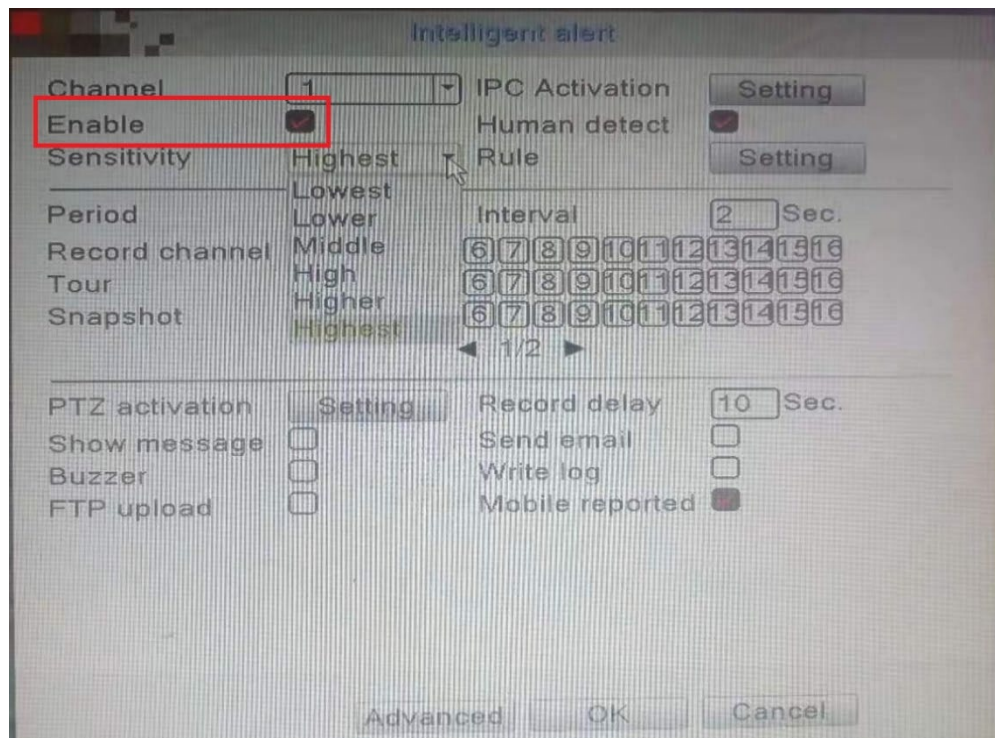 Intelligent alert
Channel 1 IPC Activation Setting
Enable Human detect
Sensitivity Highest Rule Setting
Lowest
Period Lower Interval 2 Sec.
Record channel Middle 6 7 8 9 10 11 12 13 14 15 16
Tour High 6 7 8 9 10 11 12 13 14 15 16
Snapshot Higher 6 7 8 9 10 11 12 13 14 15 16
Highest
◀ 1/2 ▶
PTZ activation Setting Record delay 10 Sec.
Show message Send email
Buzzer Write log
FTP upload Mobile reported
Advanced OK Cancel